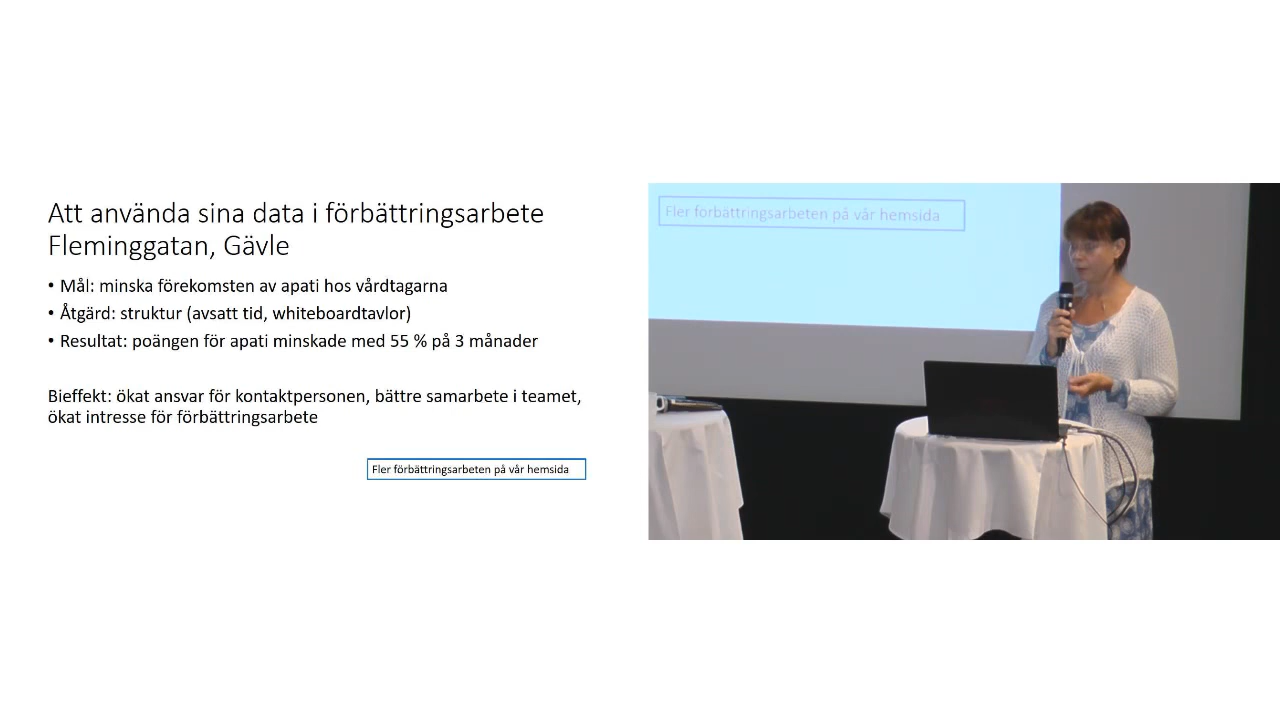 Att använda sina data i förbättringsarbete
Fleminggatan, Gävle
• Mål: minska förekomsten av apati hos vårdtagarna
• Åtgärd: struktur (avsatt tid, whiteboardtavlor)
• Resultat: poängen för apati minskade med 55 % på 3 månader
Bieffekt: ökat ansvar för kontaktpersonen, bättre samarbete i teamet,
ökat intresse för förbättringsarbete
Fler förbättringsarbeten på vår hemsida
Fler förbättringsarbeten på vår hemsida